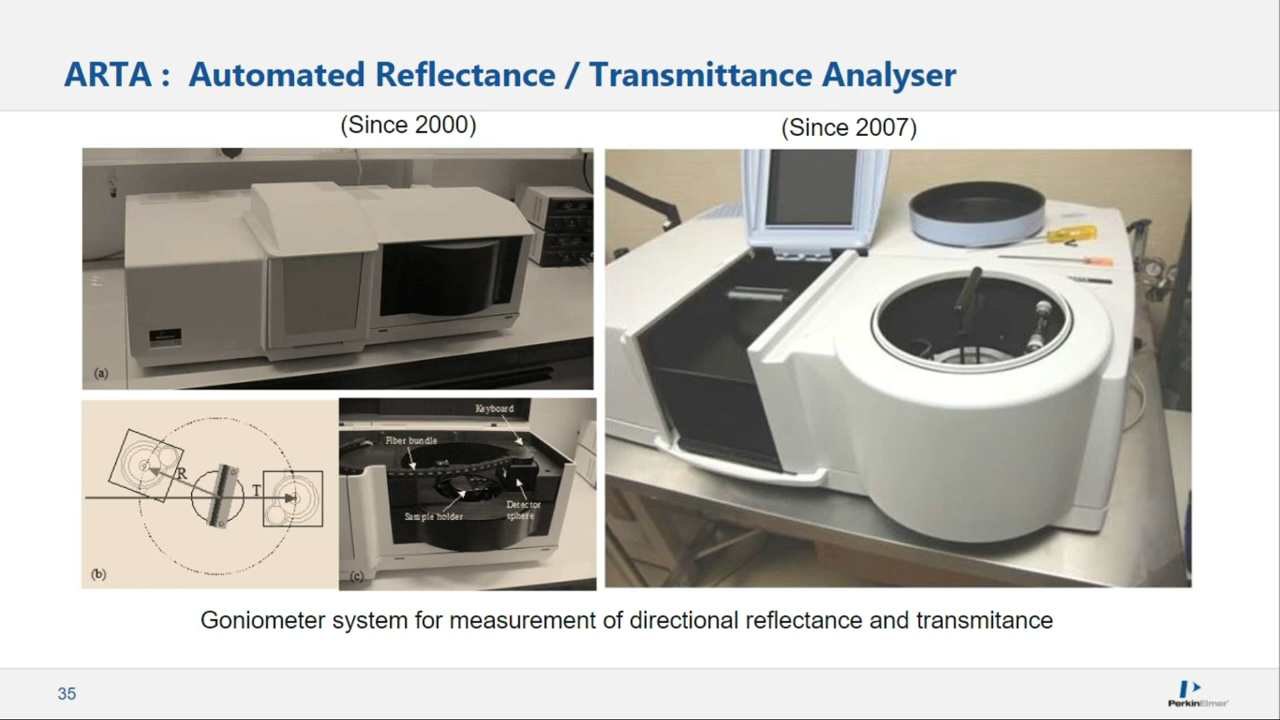 ARTA : Automated Reflectance / Transmittance Analyser
(Since 2000)
(Since 2007)
(a)
R
T
(b)
Keyboard
Fiber bundle
Sample holder
Detector
sphere
(c)
Goniometer system for measurement of directional reflectance and transmitance
35
PerkinElmer